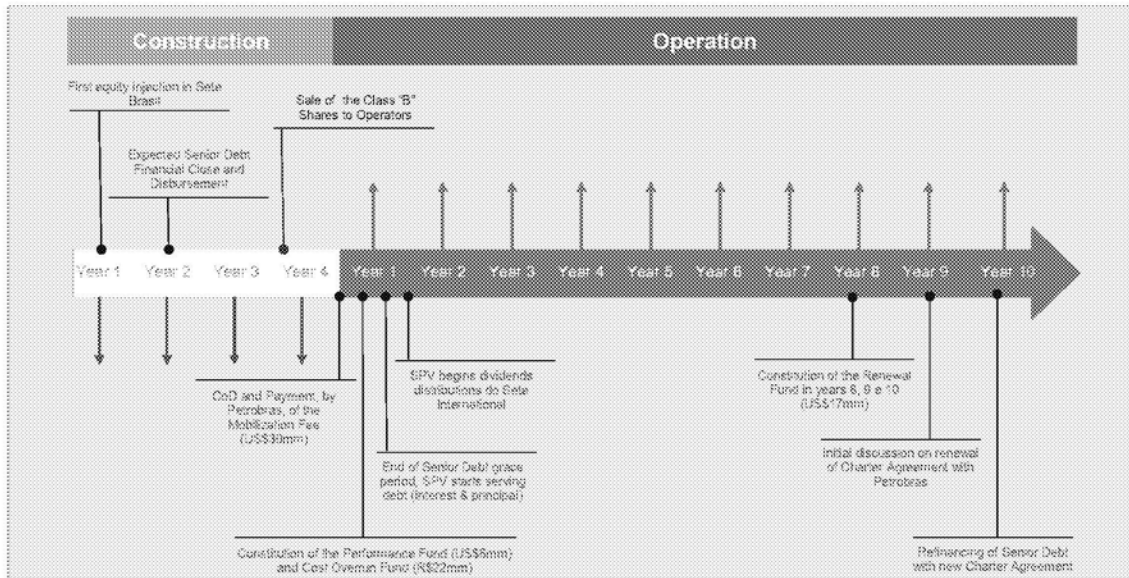 Construction
Operation
First equity injection in Sete
Brasil
Sale of the Class "B"
Shares to Operators
Expected Senior Debt
Financial Close and
Disbursement
Year 1
Year 2
Year 3
Year 4
Year 1
Year 2
Year 3
Year 4
Year 5
Year 6
Year 7
Year 8
Year 9
Year 10
CoD and Payment, by
Petrobras, of the
Mobilization Fee
(US$30mm)
SPV begins dividends
distributions do Sete
International
Constitution of the Renewal
Fund in years 8, 9 e 10
(US$17mm)
End of Senior Debt grace
period, SPV starts serving
debt (interest & principal)
Initial discussion on renewal
of Charter Agreement with
Petrobras
Constitution of the Performance Fund (US$6mm)
and Cost Overrun Fund (R$22mm)
Refinancing of Senior Debt
with new Charter Agreement